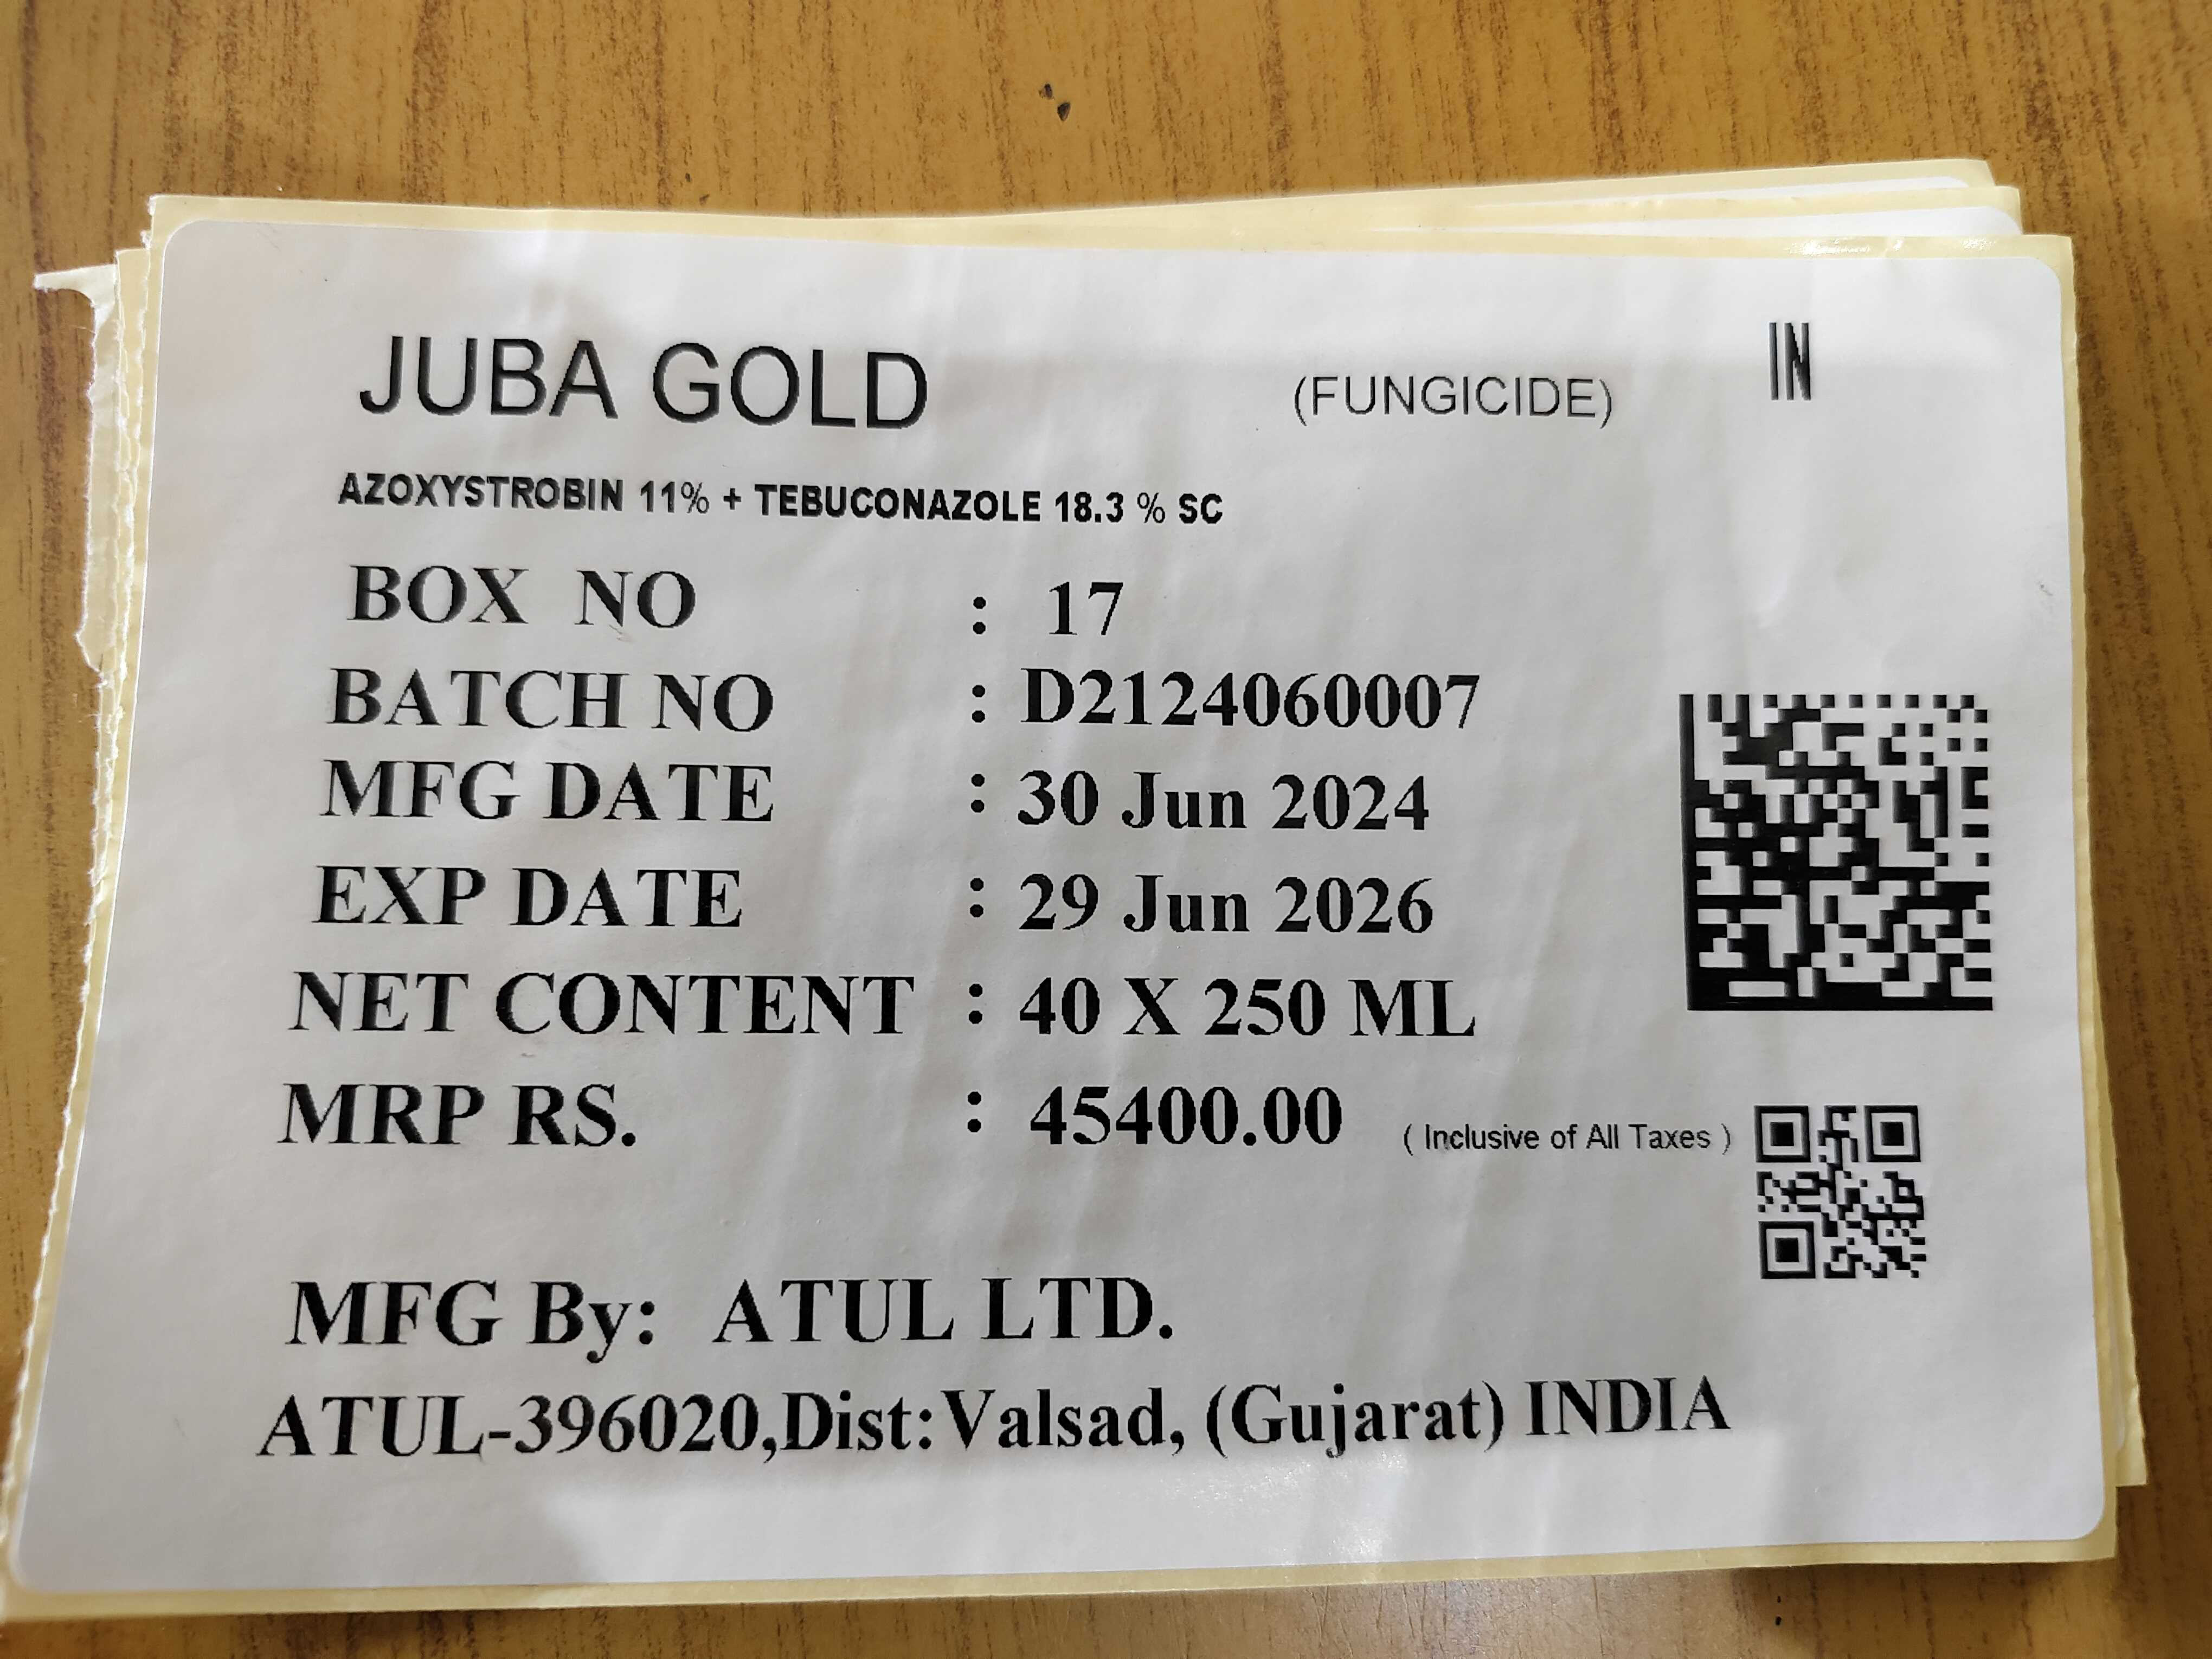 JUBA GOLD (FUNGICIDE) IN
AZOXYSTROBIN 11% + TEBUCONAZOLE 18.3 % SC
BOX NO : 17
BATCH NO : D2124060007
MFG DATE : 30 Jun 2024
EXP DATE : 29 Jun 2026
NET CONTENT : 40 X 250 ML
MRP RS. : 45400.00 ( Inclusive of All Taxes )
MFG By: ATUL LTD.
ATUL-396020,Dist:Valsad, (Gujarat) INDIA